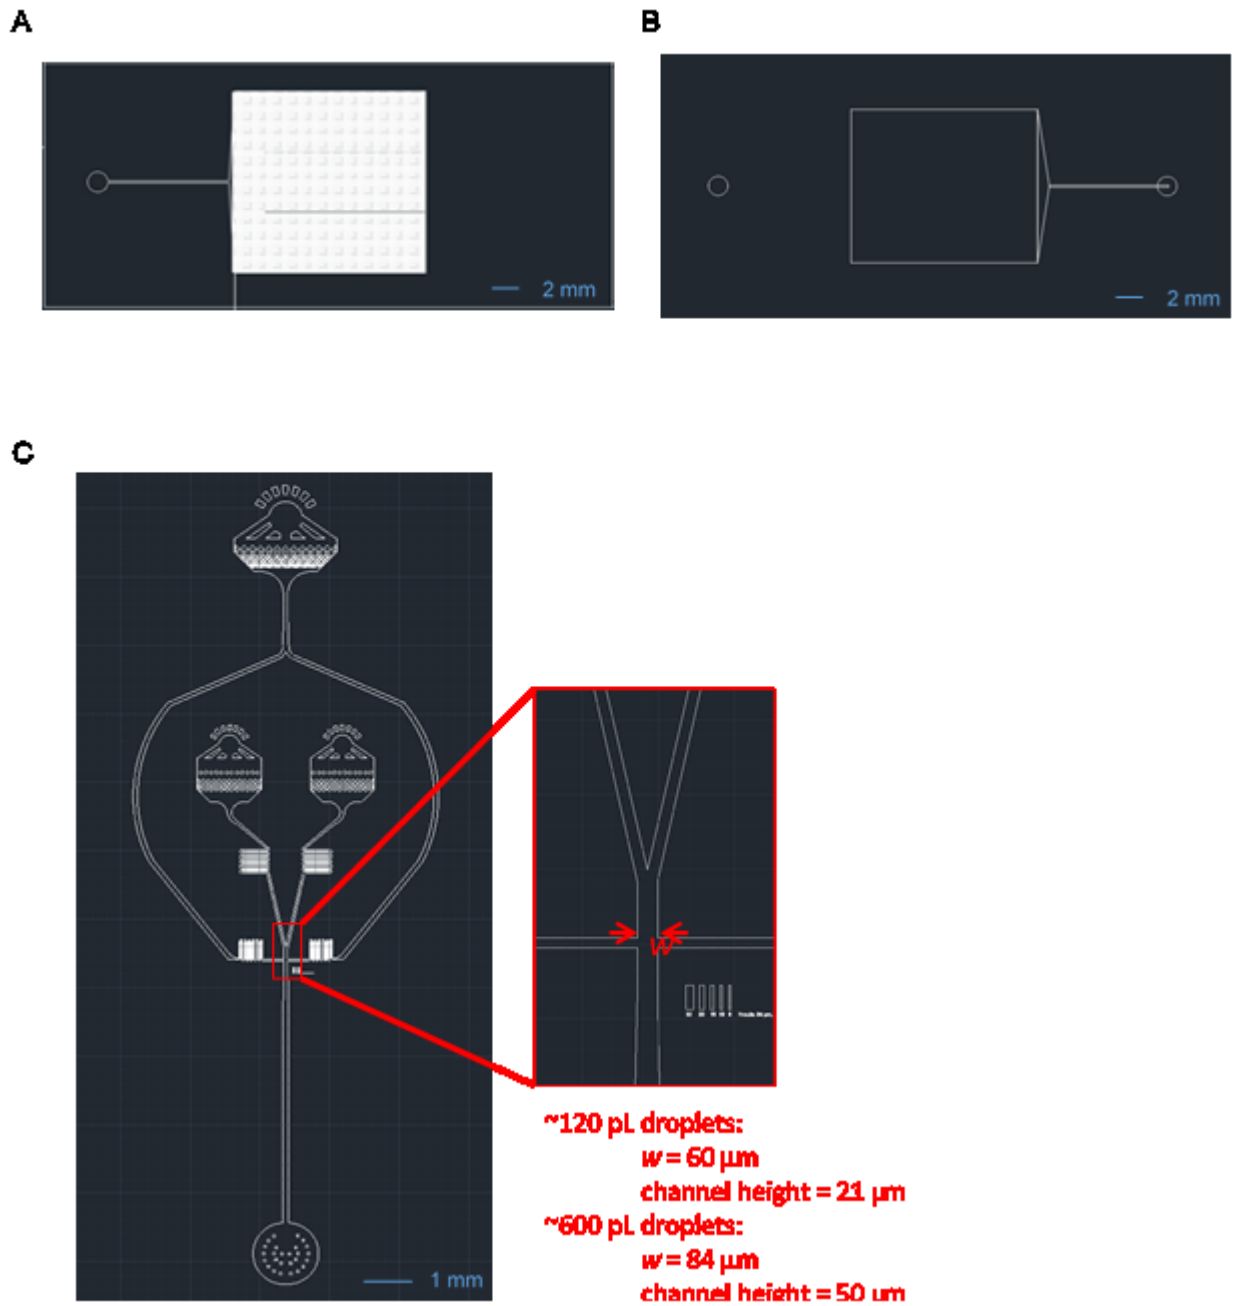 A
B
2 mm
2 mm
C
w
~120 pL droplets:
w = 60 µm
channel height = 21 µm
~600 pL droplets:
w = 84 µm
channel height = 50 µm
1 mm